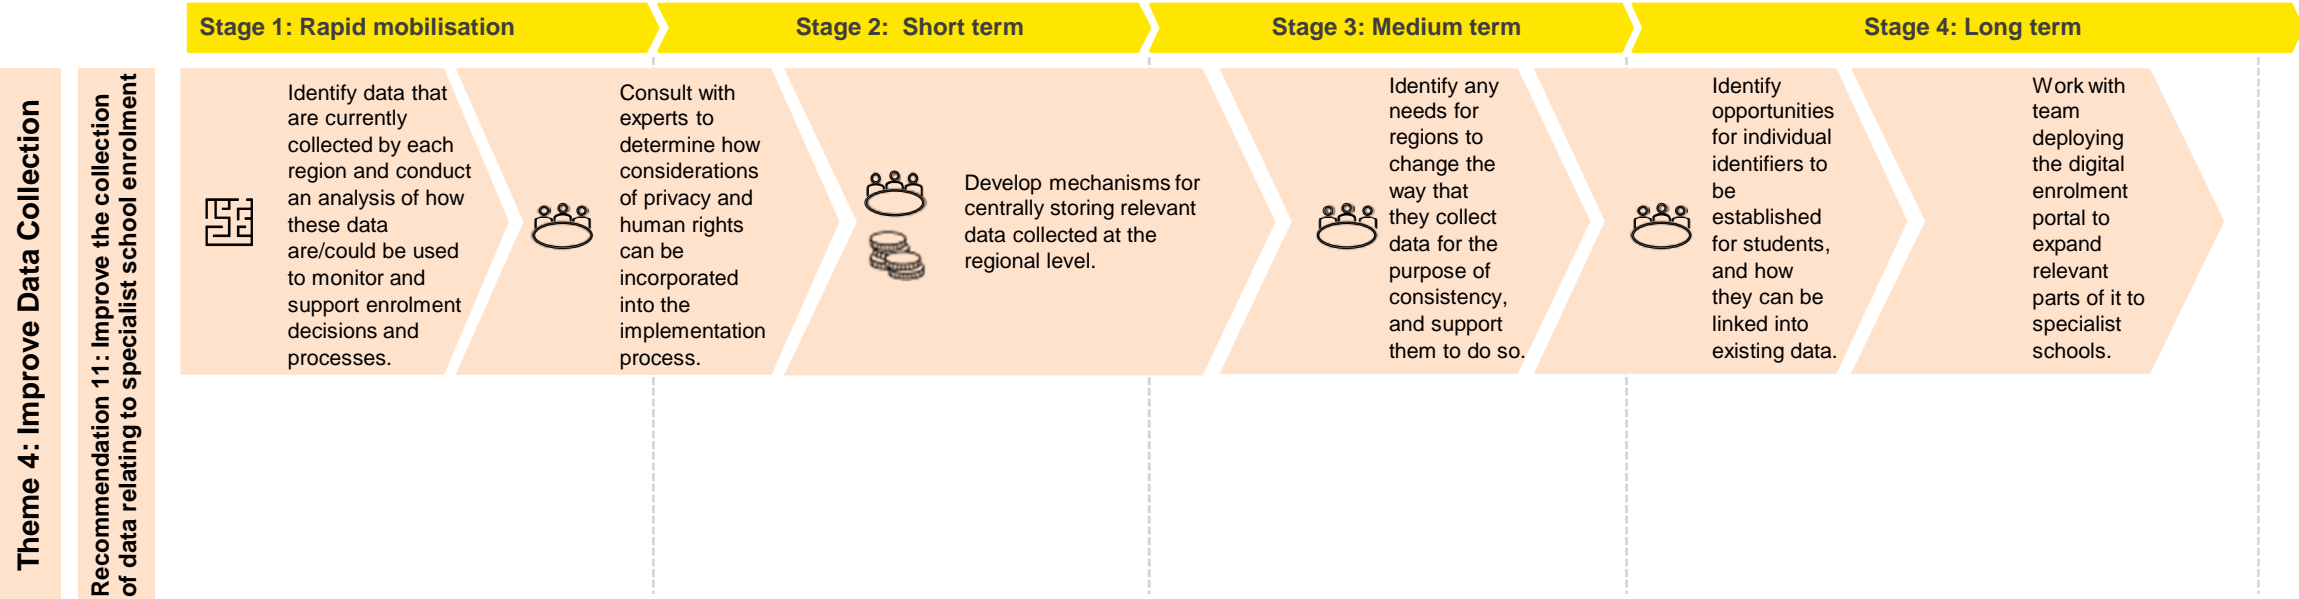 Stage 1: Rapid mobilisation
Stage 2: Short term
Stage 3: Medium term
Stage 4: Long term
Theme 4: Improve Data Collection
Recommendation 11: Improve the collection
of data relating to specialist school enrolment
Identify data that
are currently
collected by each
region and conduct
an analysis of how
these data
are/could be used
to monitor and
support enrolment
decisions and
processes.
Consult with
experts to
determine how
considerations
of privacy and
human rights
can be
incorporated
into the
implementation
process.
Develop mechanisms for
centrally storing relevant
data collected at the
regional level.
Identify any
needs for
regions to
change the
way that
they collect
data for the
purpose of
consistency,
and support
them to do so.
Identify
opportunities
for individual
identifiers to
be
established
for students,
and how
they can be
linked into
existing data.
Work with
team
deploying
the digital
enrolment
portal to
expand
relevant
parts of it to
specialist
schools.